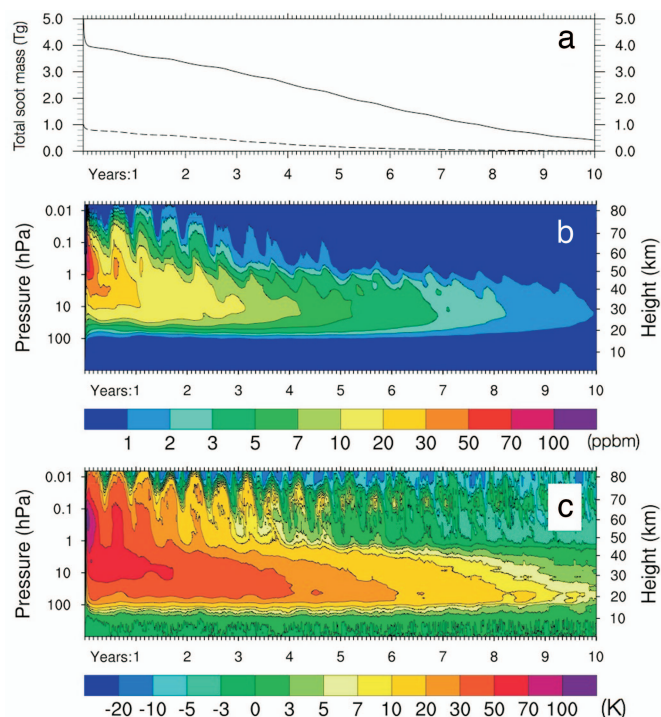 a
Total soot mass (Tg)
5.0 5.0
4.0 4.0
3.0 3.0
2.0 2.0
1.0 1.0
0.0 0.0
Years:1 2 3 4 5 6 7 8 9 10
b
Pressure (hPa)
Height (km)
0.01 80
70
0.1 60
1 50
40
10 30
20
100 10
Years:1 2 3 4 5 6 7 8 9 10
1 2 3 5 7 10 20 30 50 70 100 (ppbm)
c
Pressure (hPa)
Height (km)
0.01 80
70
0.1 60
1 50
40
10 30
20
100 10
Years:1 2 3 4 5 6 7 8 9 10
-20 -10 -5 -3 0 3 5 7 10 20 30 50 70 100 (K)